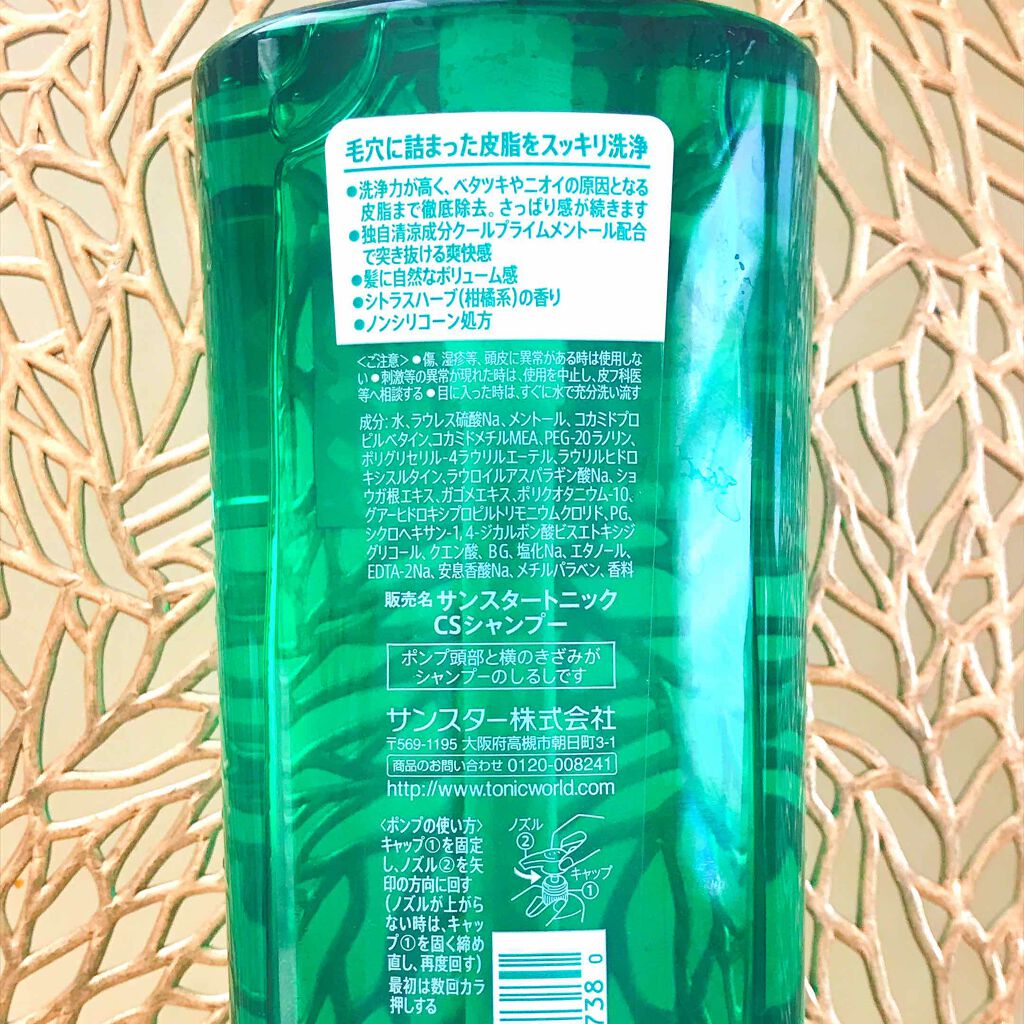 毛穴に詰まった皮脂をスッキリ洗浄
●洗浄力が高く、ベタツキやニオイの原因となる
皮脂まで徹底除去。さっぱり感が続きます
●独自清涼成分クールプライムメントール配合
で突き抜ける爽快感
●髪に自然なボリューム感
●シトラスハーブ(柑橘系)の香り
●ノンシリコーン処方
〈ご注意〉●傷、湿疹等、頭皮に異常がある時は使用しな
い●刺激等の異常が現れた時は、使用を中止し、皮フ科医
等へ相談する●目に入った時は、すぐに水で充分洗い流す
成分:水、ラウレス硫酸Na、メントール、コカミドプロ
ピルベタイン、コカミドメチルMEA、PEG-20ラノリン、
ポリグリセリル-4ラウリルエーテル、ラウリルヒドロ
キシスルタイン、ラウロイルアスパラギン酸Na、ショ
ウガ根エキス、ガゴメエキス、ポリクオタニウム-10、
グアーヒドロキシプロピルトリモニウムクロリド、PG、
シクロヘキサン-1,4-ジカルボン酸ビスエトキシジ
グリコール、クエン酸、BG、塩化Na、エタノール、
EDTA-2Na、安息香酸Na、メチルパラベン、香料
販売名 サンスタートニック
CSシャンプー
ポンプ頭部と横のきざみが
シャンプーのしるしです
サンスター株式会社
〒569-1195 大阪府高槻市朝日町3-1
商品のお問い合わせ 0120-008241
http://www.tonicworld.com
〈ポンプの使い方〉
キャップ①を固定
し、ノズル②を矢
印の方向に回す
(ノズルが上がら
ない時は、キャッ
プ①を固く締め
直し、再度回す)
最初は数回カラ
押しする
ノズル
②
キャップ
①
738 0